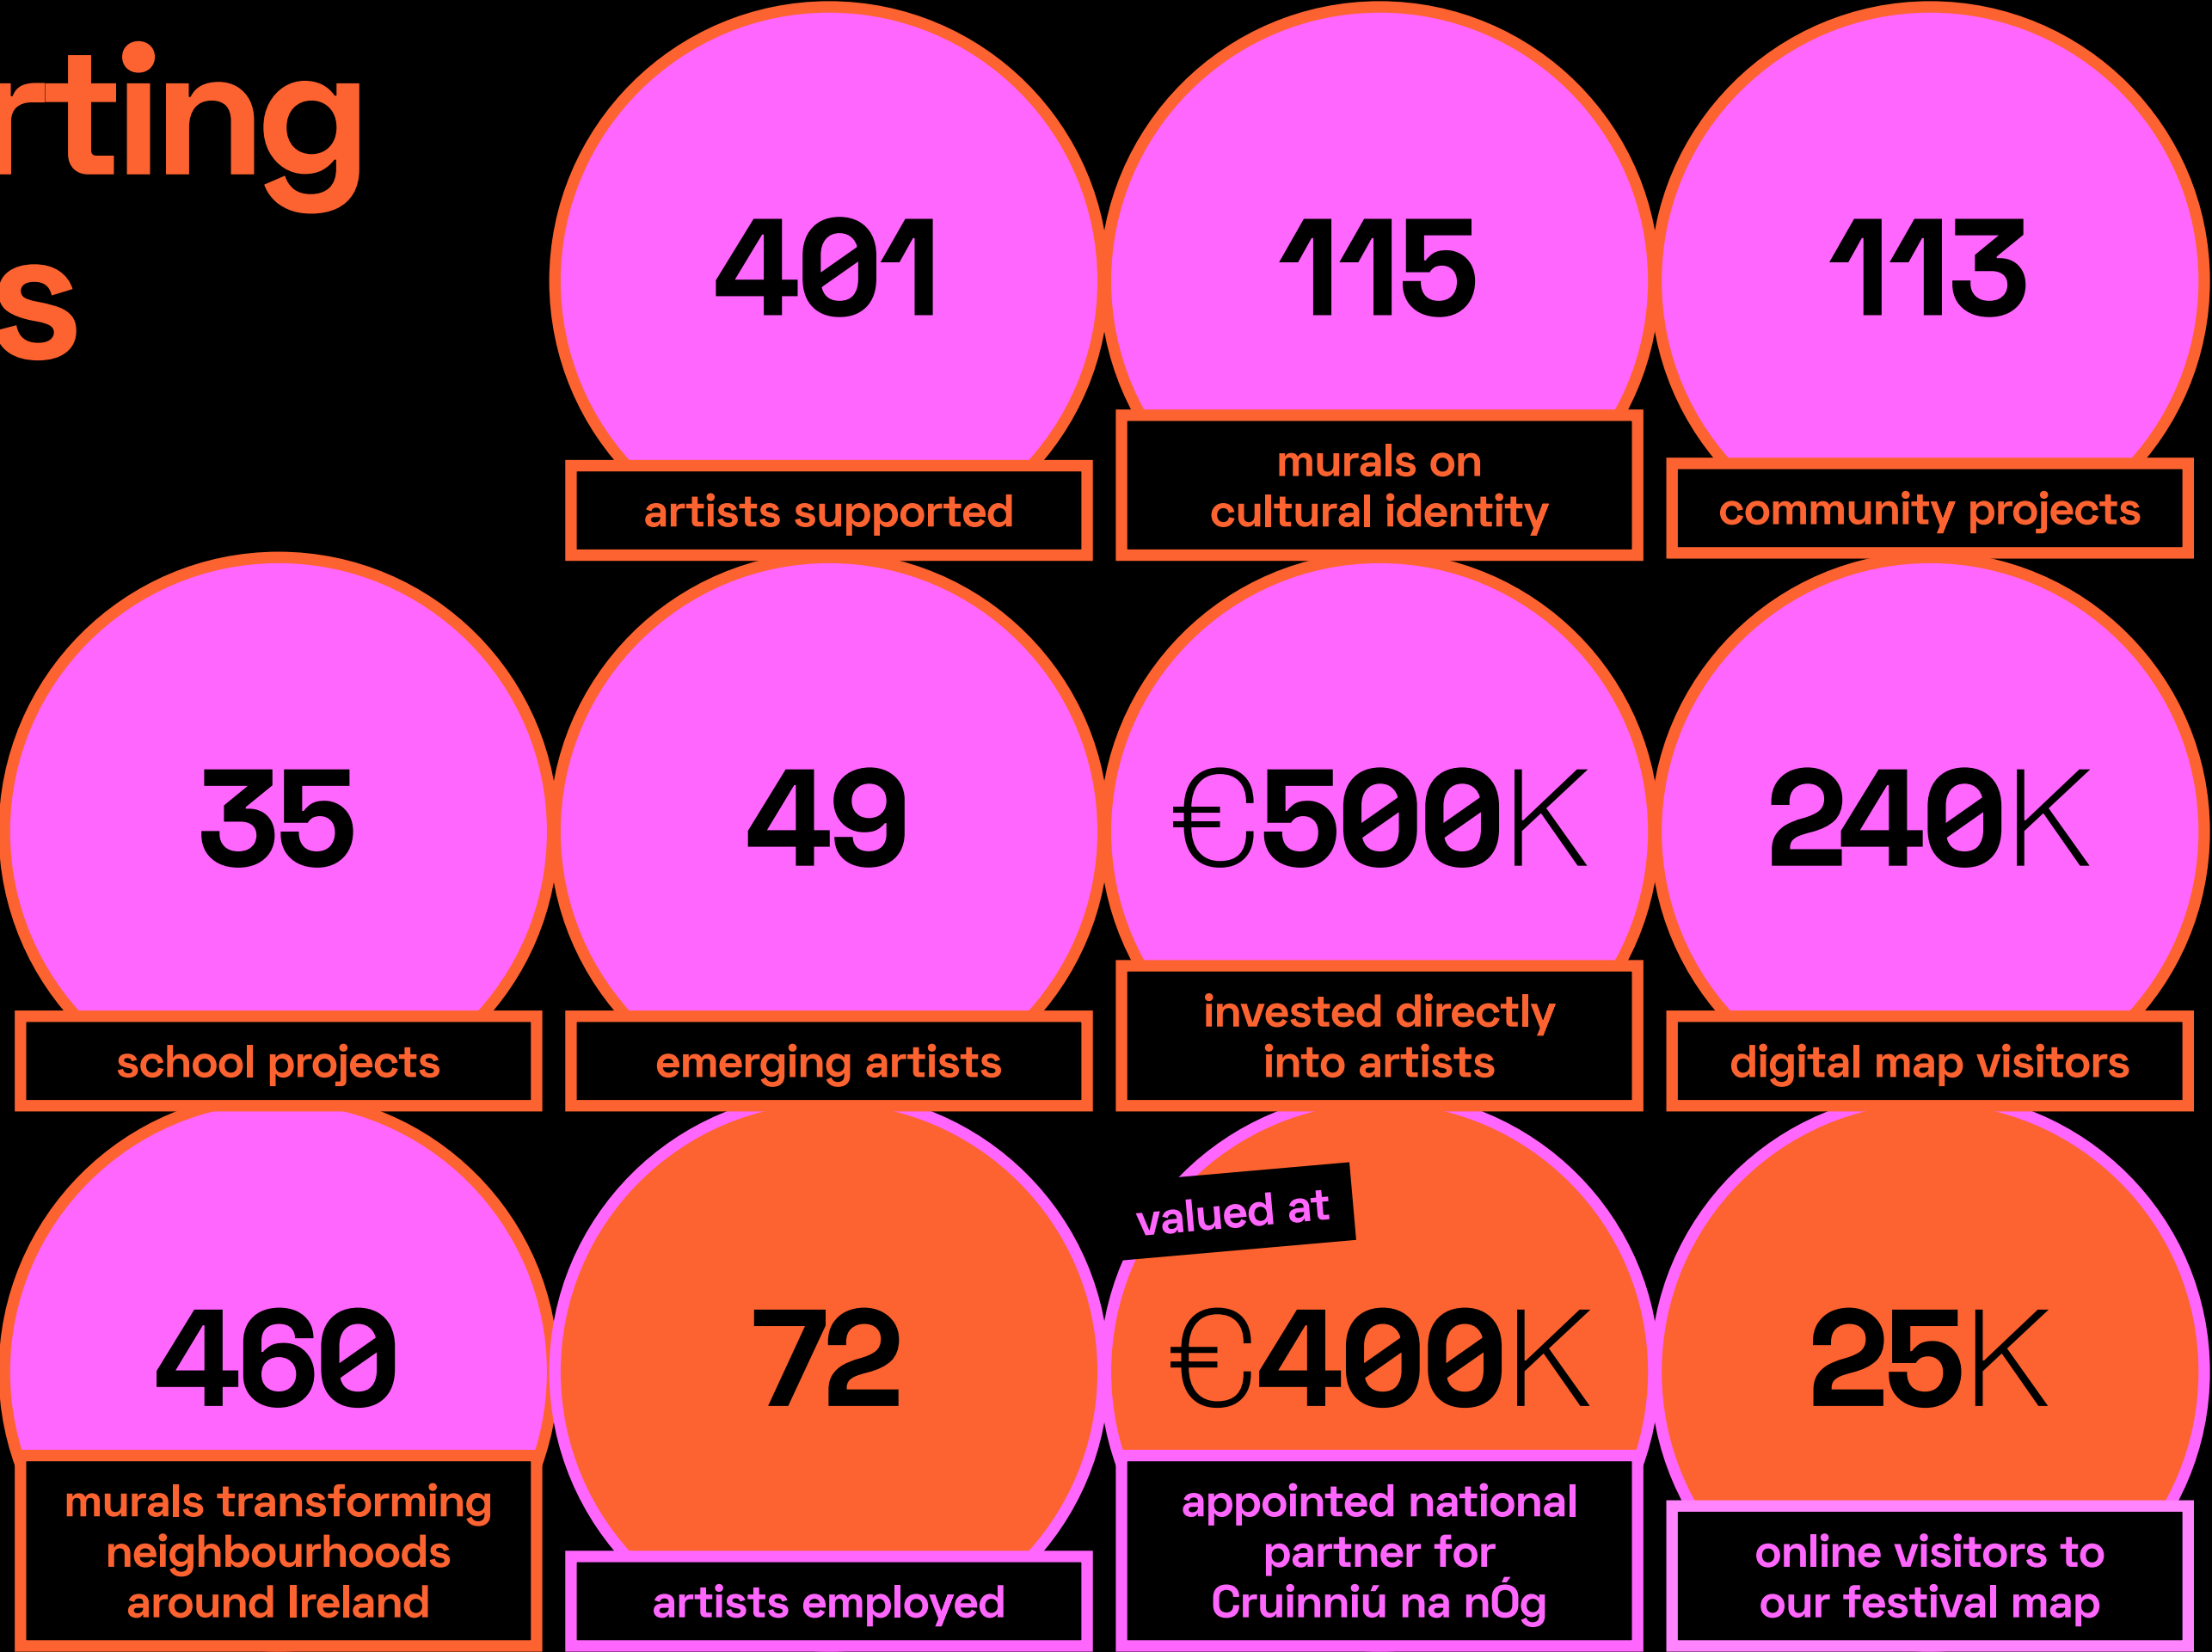 rting
s
401
artists supported
115
murals on
cultural identity
113
community projects
35
school projects
49
emerging artists
€500K
invested directly
into artists
240K
digital map visitors
460
murals transforming
neighbourhoods
around Ireland
72
artists employed
valued at
€400K
appointed national
partner for
Cruinniú na nÓg
25K
online visitors to
our festival map